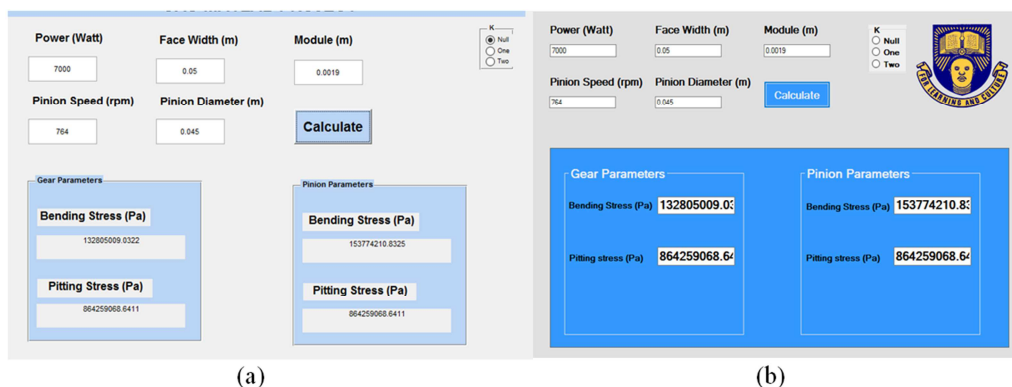 Power (Watt) Face Width (m) Module (m)
7000 0.05 0.0019
Pinion Speed (rpm) Pinion Diameter (m)
764 0.045 Calculate
K
Null
One
Two
Gear Parameters
Bending Stress (Pa)
132805009.0322
Pitting Stress (Pa)
864259068.6411
Pinion Parameters
Bending Stress (Pa)
153774210.8325
Pitting Stress (Pa)
864259068.6411
(a)
Power (Watt) Face Width (m) Module (m)
7000 0.05 0.0019
Pinion Speed (rpm) Pinion Diameter (m)
764 0.045 Calculate
K
Null
One
Two
FOR LEARNING AND CULTURE
Gear Parameters
Bending Stress (Pa) 132805009.03
Pitting stress (Pa) 864259068.64
Pinion Parameters
Bending Stress (Pa) 153774210.83
Pitting stress (Pa) 864259068.64
(b)